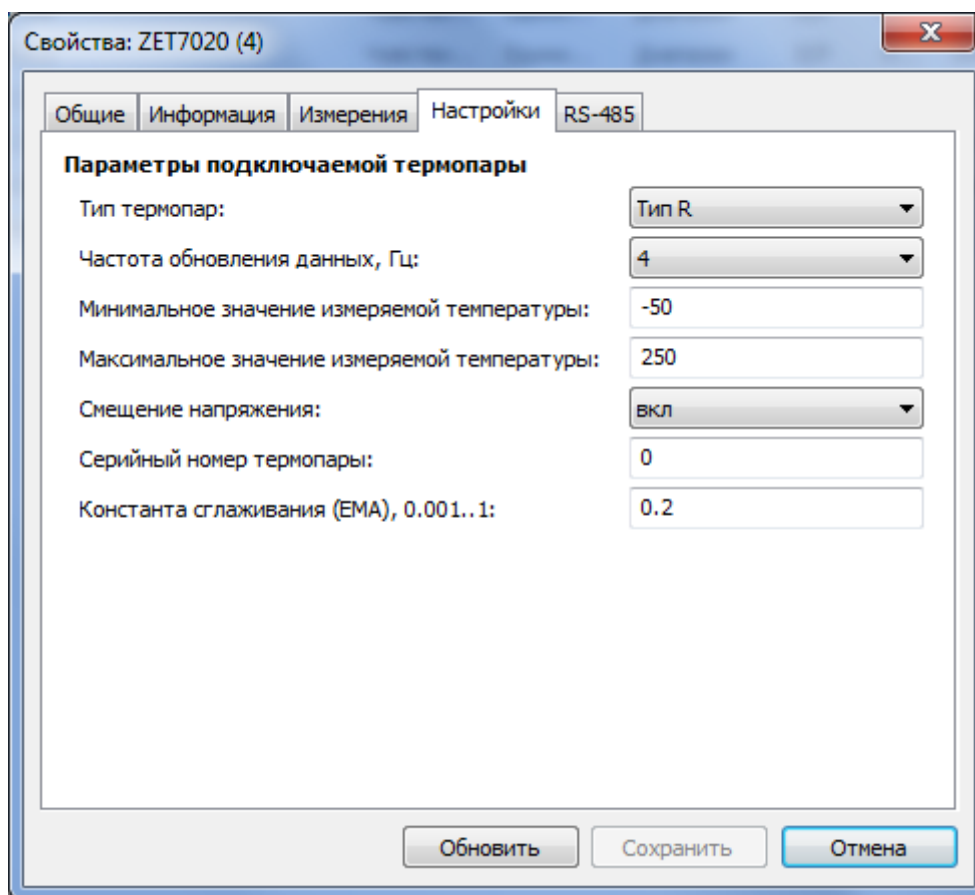 Свойства: ZET7020 (4)
Общие Информация Измерения Настройки RS-485
Параметры подключаемой термопары
Тип термопар: Тип R
Частота обновления данных, Гц: 4
Минимальное значение измеряемой температуры: -50
Максимальное значение измеряемой температуры: 250
Смещение напряжения: вкл
Серийный номер термопары: 0
Константа сглаживания (EMA), 0.001..1: 0.2
Обновить Сохранить Отмена